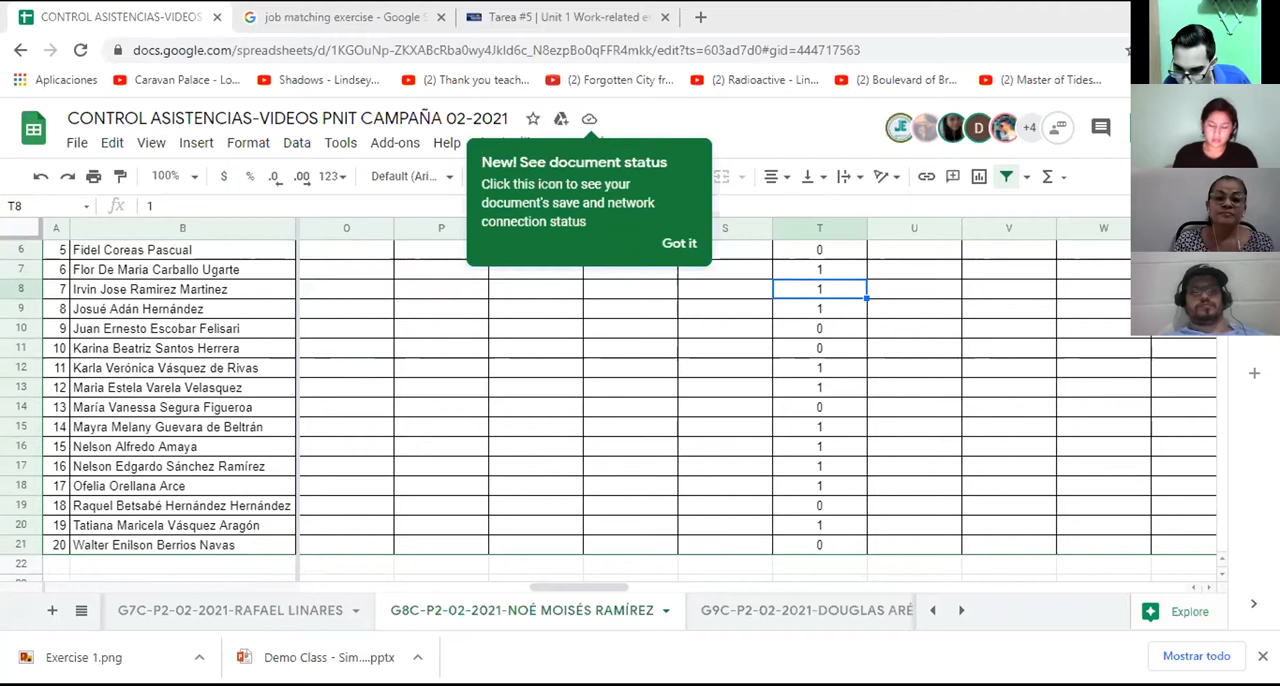 CONTROL ASISTENCIAS-VIDEOS
job matching exercise - Google S
Tarea #5 | Unit 1 Work-related e
docs.google.com/spreadsheets/d/1KGOuNp-ZKXABcRba0wy4Jkld6c_N8ezpBo0qFFR4mkk/edit?ts=603ad7d0#gid=444717563
Aplicaciones
Caravan Palace - Lo...
Shadows - Lindsey...
(2) Thank you teach...
(2) Forgotten City fr...
(2) Radioactive - Lin...
(2) Boulevard of Br...
(2) Master of Tides...
CONTROL ASISTENCIAS-VIDEOS PNIT CAMPAÑA 02-2021
File Edit View Insert Format Data Tools Add-ons Help
D +4
100% $ % .0 .00 123 Default (Ari...
New! See document status
Click this icon to see your
document's save and network
connection status
Got it
T8 fx 1
A B O P S T U V W
6 5 Fidel Coreas Pascual 0
7 6 Flor De Maria Carballo Ugarte 1
8 7 Irvin Jose Ramirez Martinez 1
9 8 Josué Adán Hernández 1
10 9 Juan Ernesto Escobar Felisari 0
11 10 Karina Beatriz Santos Herrera 0
12 11 Karla Verónica Vásquez de Rivas 1
13 12 Maria Estela Varela Velasquez 1
14 13 María Vanessa Segura Figueroa 0
15 14 Mayra Melany Guevara de Beltrán 1
16 15 Nelson Alfredo Amaya 1
17 16 Nelson Edgardo Sánchez Ramírez 1
18 17 Ofelia Orellana Arce 1
19 18 Raquel Betsabé Hernández Hernández 0
20 19 Tatiana Maricela Vásquez Aragón 1
21 20 Walter Enilson Berrios Navas 0
22
G7C-P2-02-2021-RAFAEL LINARES
G8C-P2-02-2021-NOÉ MOISÉS RAMÍREZ
G9C-P2-02-2021-DOUGLAS ARÉ
Explore
Exercise 1.png
Demo Class - Sim....pptx
Mostrar todo